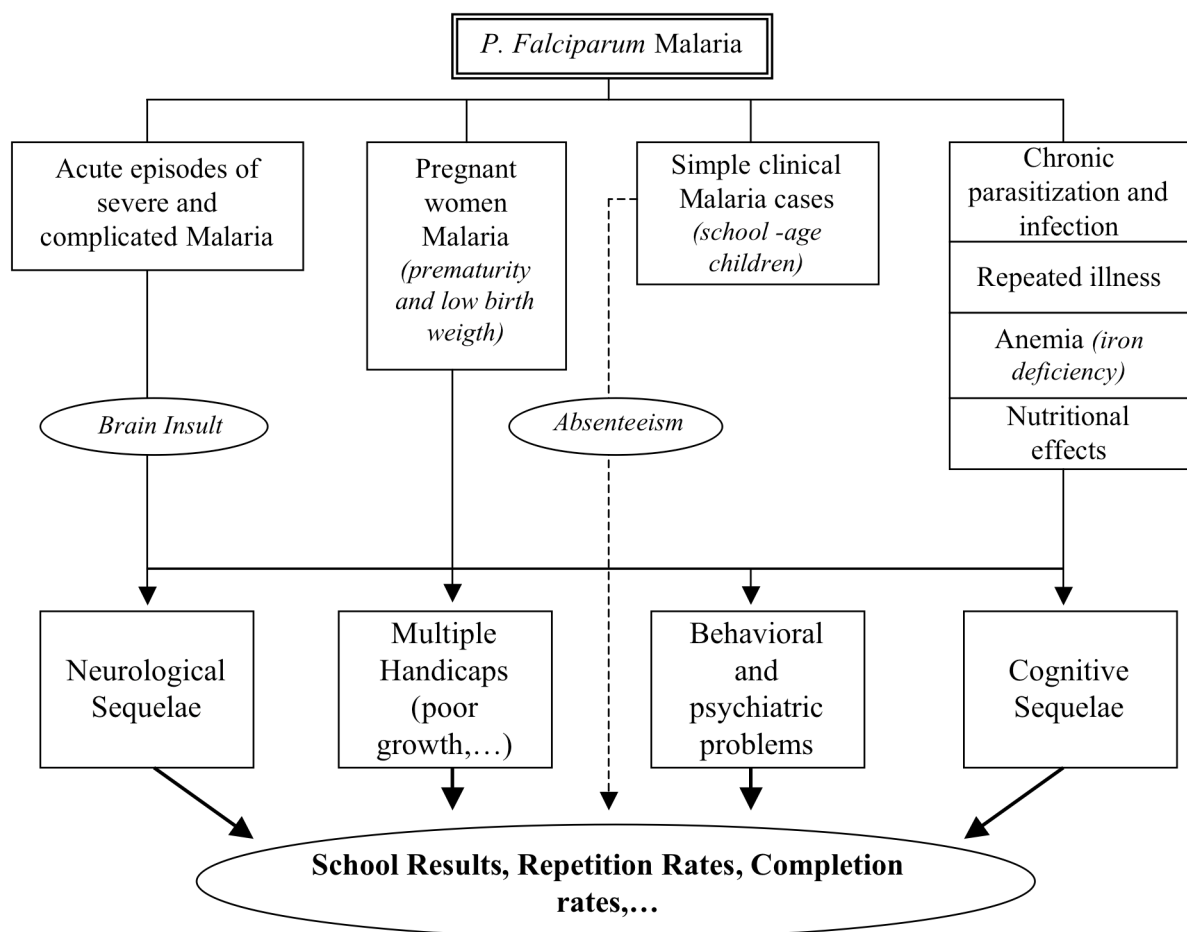 P. Falciparum Malaria
Acute episodes of
severe and
complicated Malaria
Pregnant
women
Malaria
(prematurity
and low birth
weigth)
Simple clinical
Malaria cases
(school -age
children)
Chronic
parasitization and
infection
Repeated illness
Anemia (iron
deficiency)
Nutritional
effects
Brain Insult
Absenteeism
Neurological
Sequelae
Multiple
Handicaps
(poor
growth,…)
Behavioral
and
psychiatric
problems
Cognitive
Sequelae
School Results, Repetition Rates, Completion
rates,…